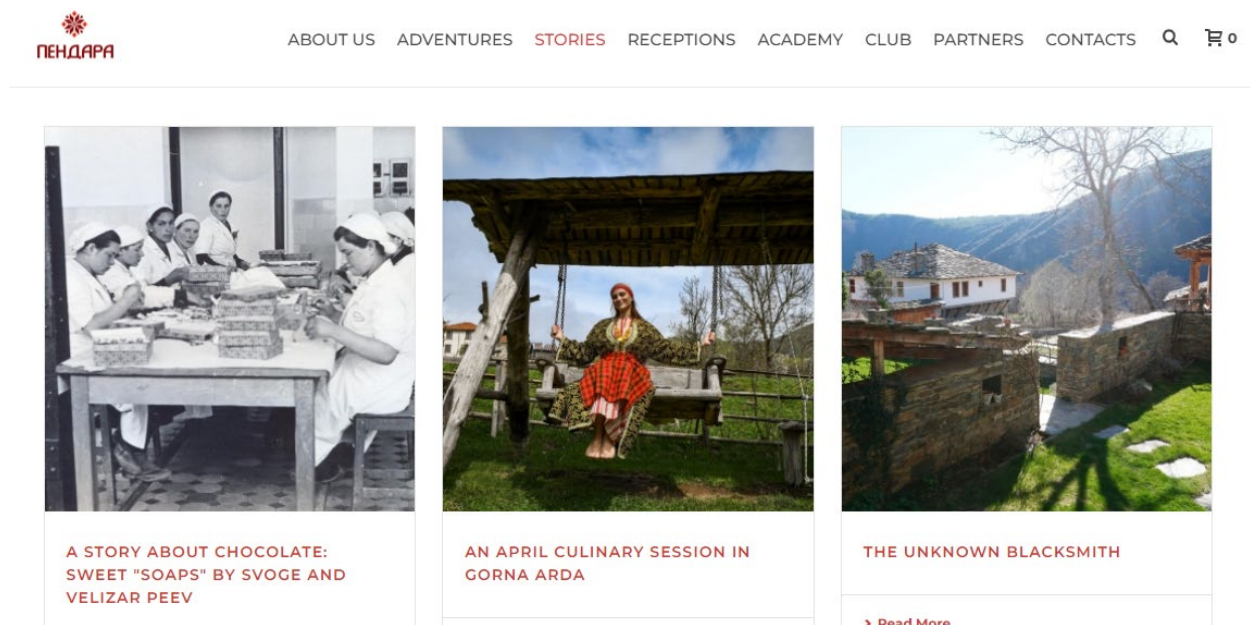 ПЕНДАРА
ABOUT US ADVENTURES STORIES RECEPTIONS ACADEMY CLUB PARTNERS CONTACTS 0
A STORY ABOUT CHOCOLATE:
SWEET "SOAPS" BY SVOGE AND
VELIZAR PEEV
AN APRIL CULINARY SESSION IN
GORNA ARDA
THE UNKNOWN BLACKSMITH
Read More